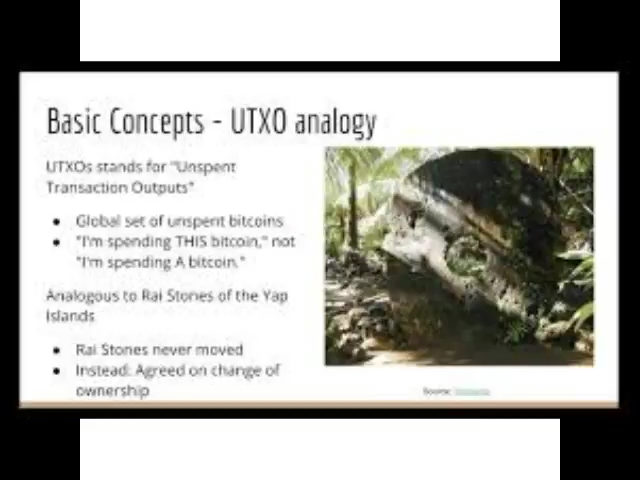 Basic Concepts - UTXO analogy
UTXOs stands for "Unspent
Transaction Outputs"
● Global set of unspent bitcoins
● "I'm spending THIS bitcoin," not
"I'm spending A bitcoin."
Analogous to Rai Stones of the Yap
Islands
● Rai Stones never moved
● Instead: Agreed on change of
ownership
Source: